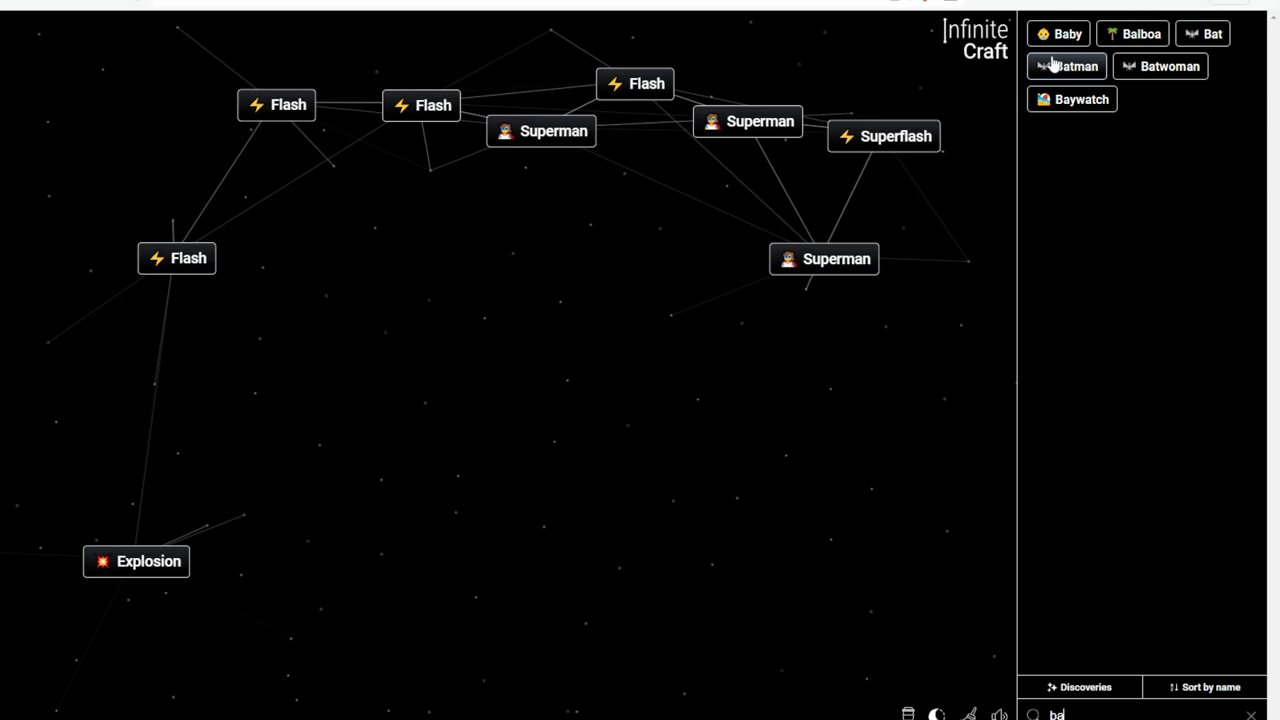 Infinite
Craft
Baby
Balboa
Bat
Batman
Batwoman
Baywatch
Flash
Flash
Flash
Superman
Superman
Superflash
Flash
Superman
Explosion
Discoveries
Sort by name
ba